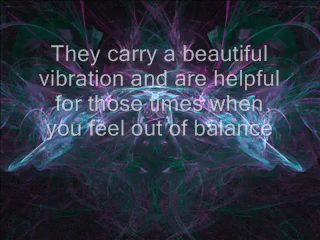 They carry a beautiful
vibration and are helpful
for those times when
you feel out of balance